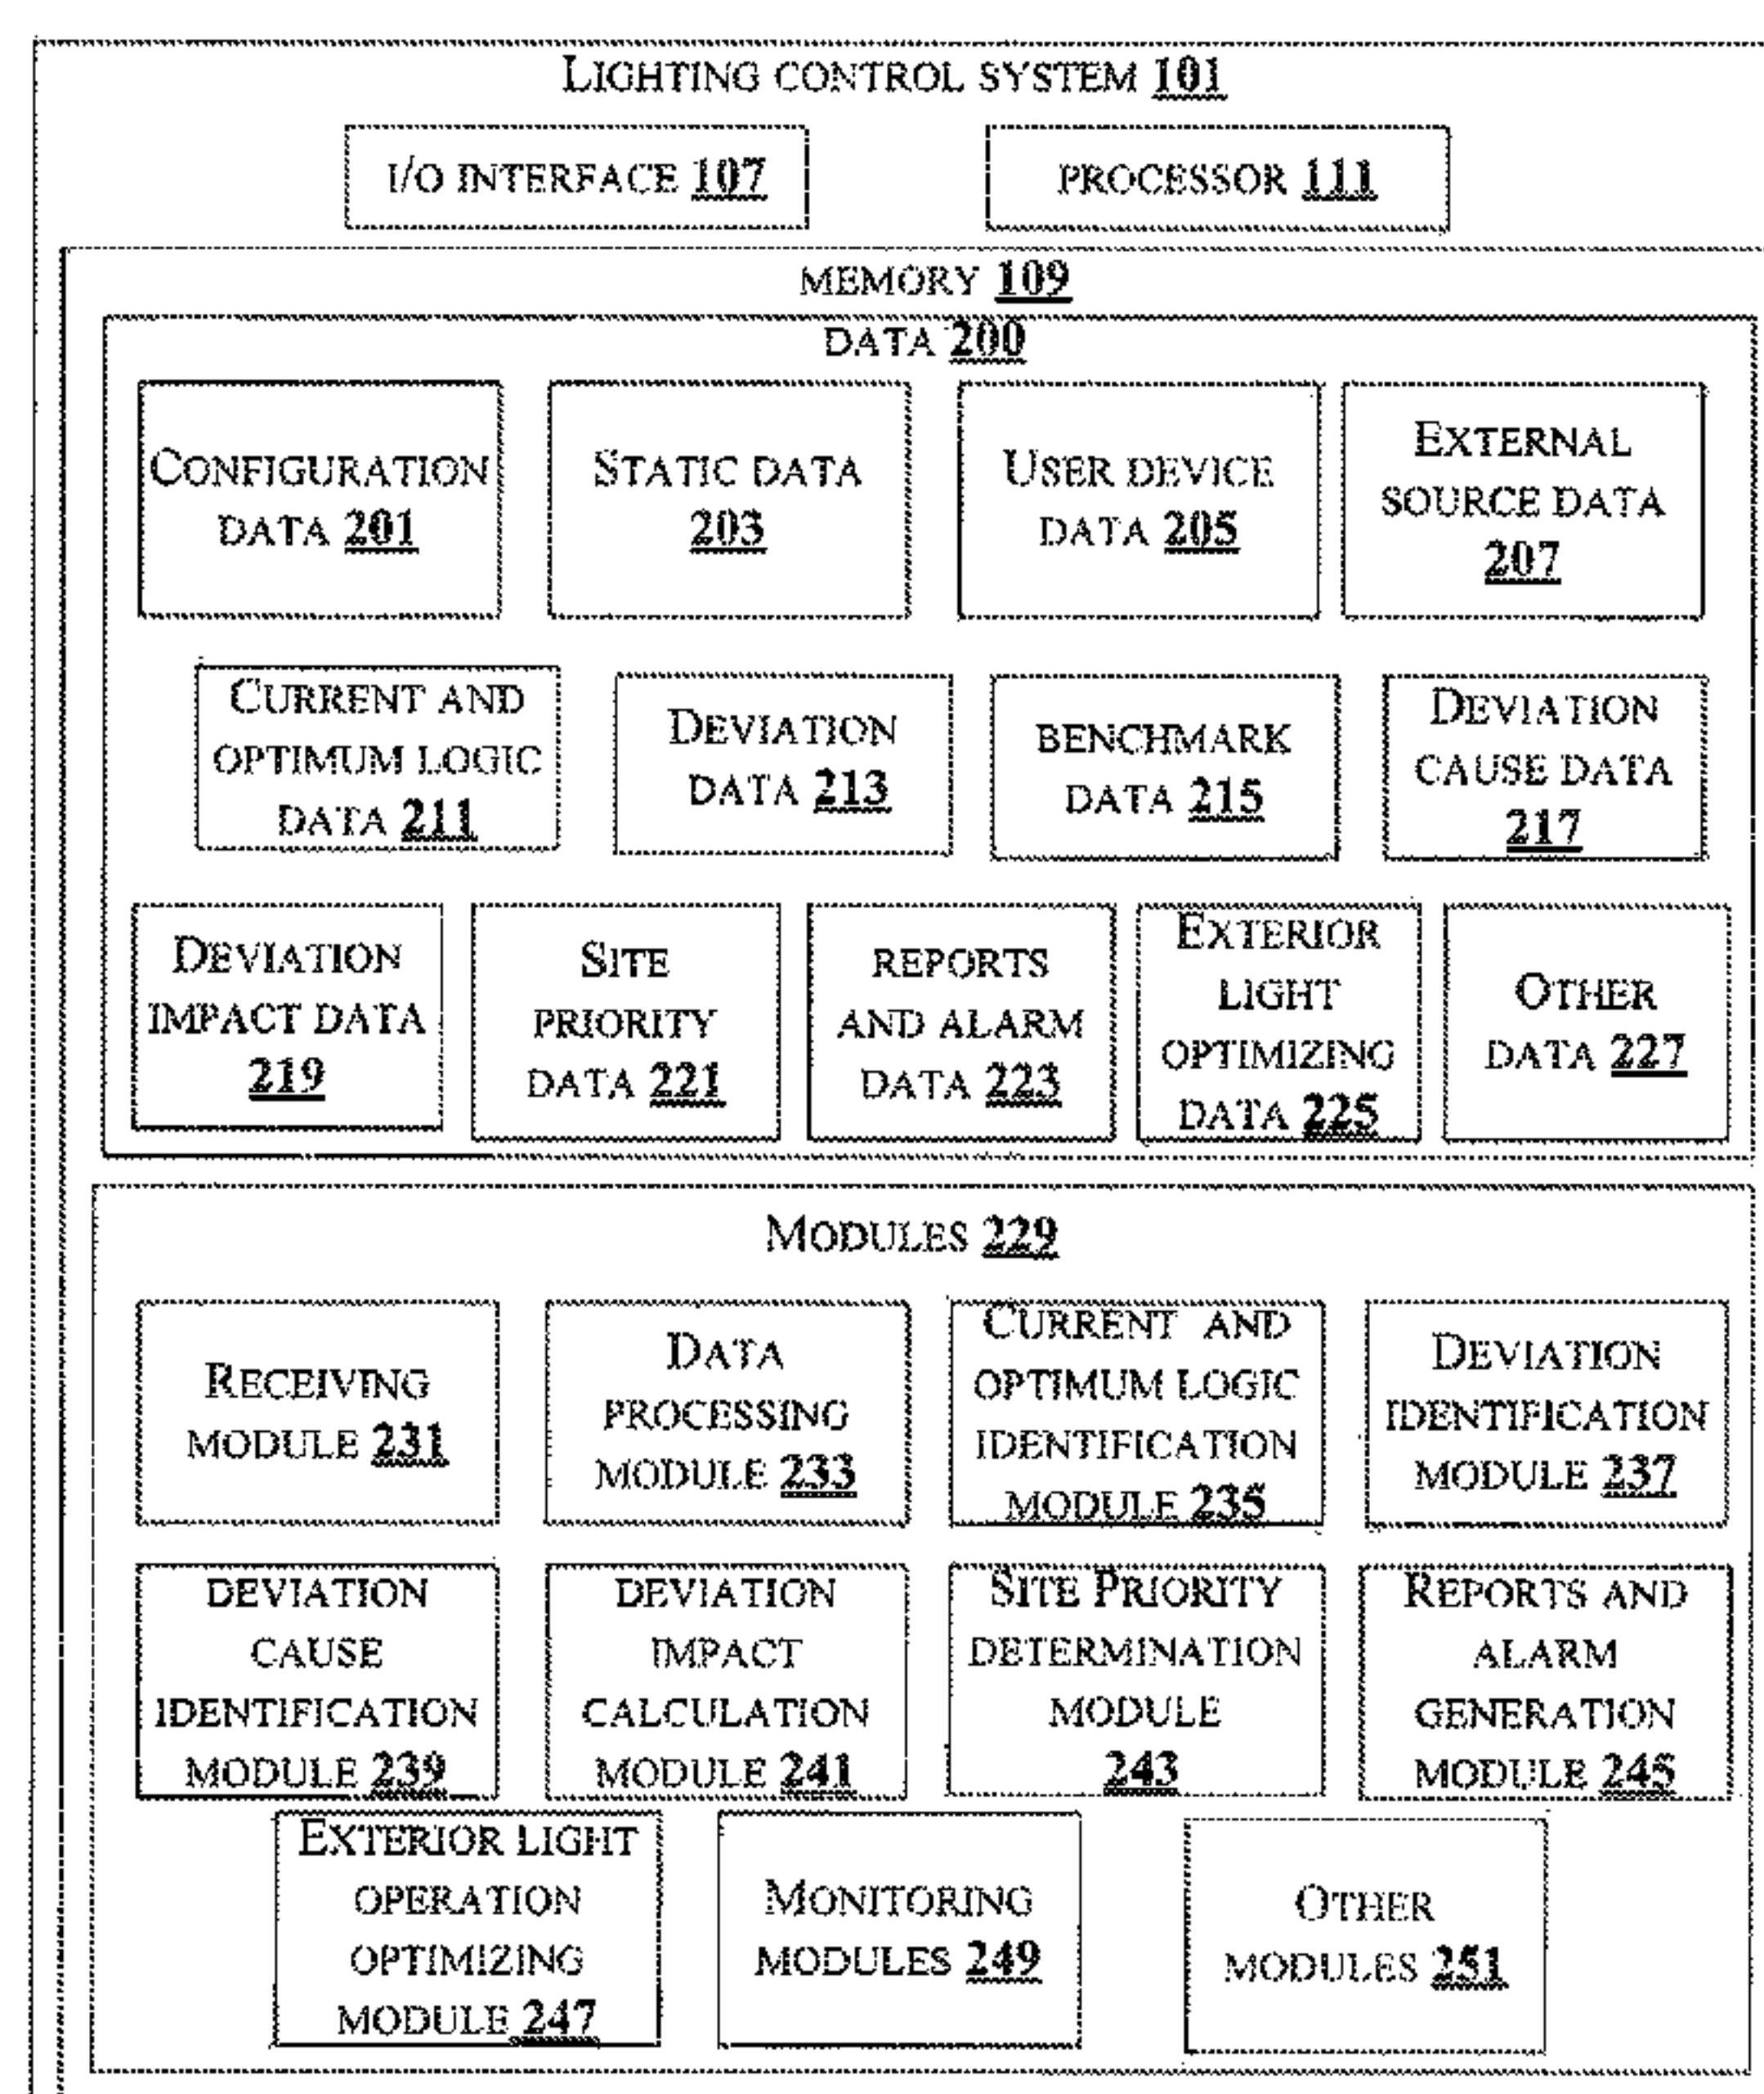 LIGHTING CONTROL SYSTEM 101
I/O INTERFACE 107
PROCESSOR 111
MEMORY 109
DATA 200
CONFIGURATION
DATA 201
STATIC DATA
203
USER DEVICE
DATA 205
EXTERNAL
SOURCE DATA
207
CURRENT AND
OPTIMUM LOGIC
DATA 211
DEVIATION
DATA 213
BENCHMARK
DATA 215
DEVIATION
CAUSE DATA
217
DEVIATION
IMPACT DATA
219
SITE
PRIORITY
DATA 221
REPORTS
AND ALARM
DATA 223
EXTERIOR
LIGHT
OPTIMIZING
DATA 225
OTHER
DATA 227
MODULES 229
RECEIVING
MODULE 231
DATA
PROCESSING
MODULE 233
CURRENT AND
OPTIMUM LOGIC
IDENTIFICATION
MODULE 235
DEVIATION
IDENTIFICATION
MODULE 237
DEVIATION
CAUSE
IDENTIFICATION
MODULE 239
DEVIATION
IMPACT
CALCULATION
MODULE 241
SITE PRIORITY
DETERMINATION
MODULE
243
REPORTS AND
ALARM
GENERATION
MODULE 245
EXTERIOR LIGHT
OPERATION
OPTIMIZING
MODULE 247
MONITORING
MODULES 249
OTHER
MODULES 251